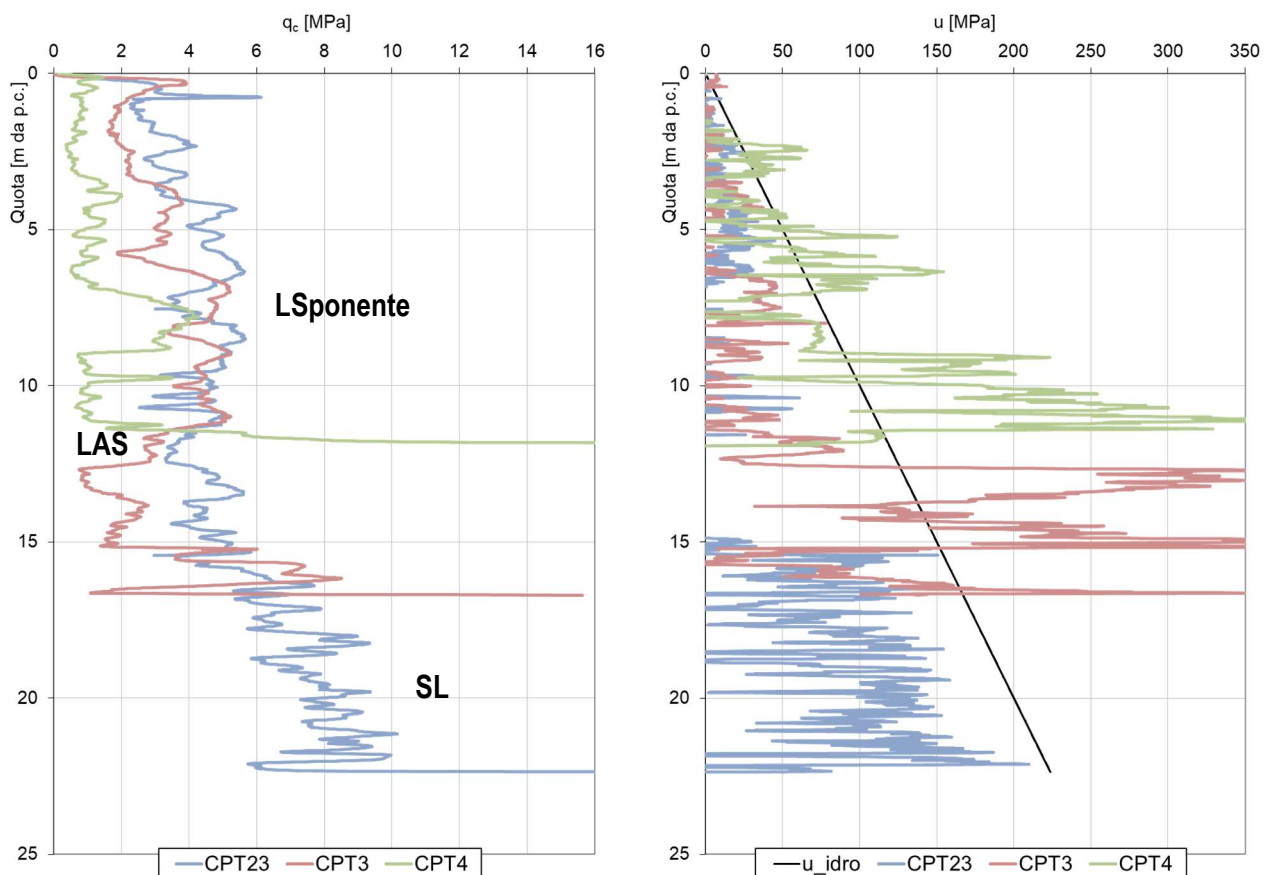 q_c [MPa]
0 2 4 6 8 10 12 14 16
Quota [m da p.c.]
0
5
10
15
20
25
LSponente
LAS
SL
CPT23 CPT3 CPT4
u [MPa]
0 50 100 150 200 250 300 350
Quota [m da p.c.]
0
5
10
15
20
25
u_idro CPT23 CPT3 CPT4